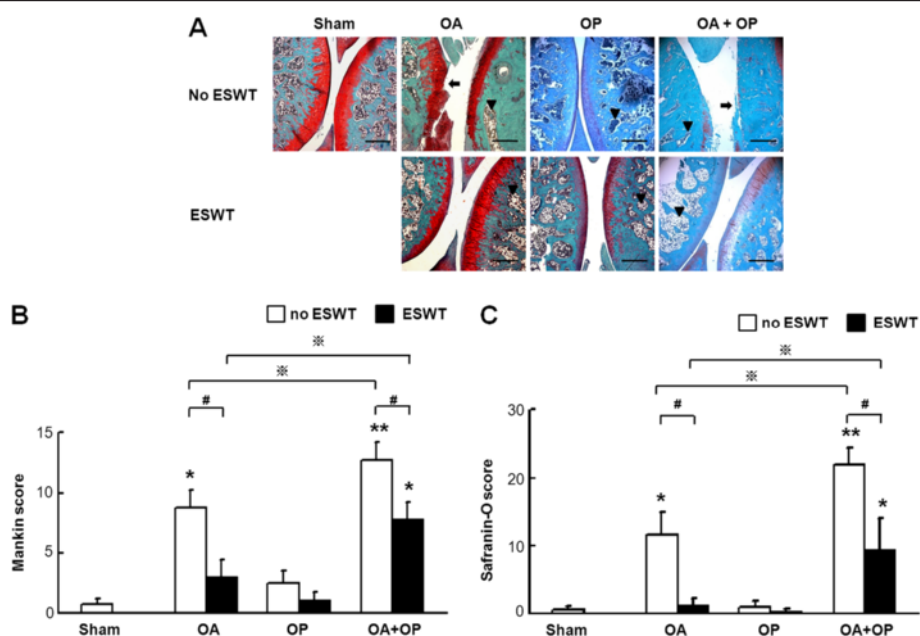 A
Sham OA OP OA + OP
No ESWT
ESWT
B
no ESWT ESWT
※
※
# #
* ** *
Mankin score
15
10
5
0
Sham OA OP OA+OP
C
no ESWT ESWT
※
※
# #
* ** *
Safranin-O score
30
20
10
0
Sham OA OP OA+OP